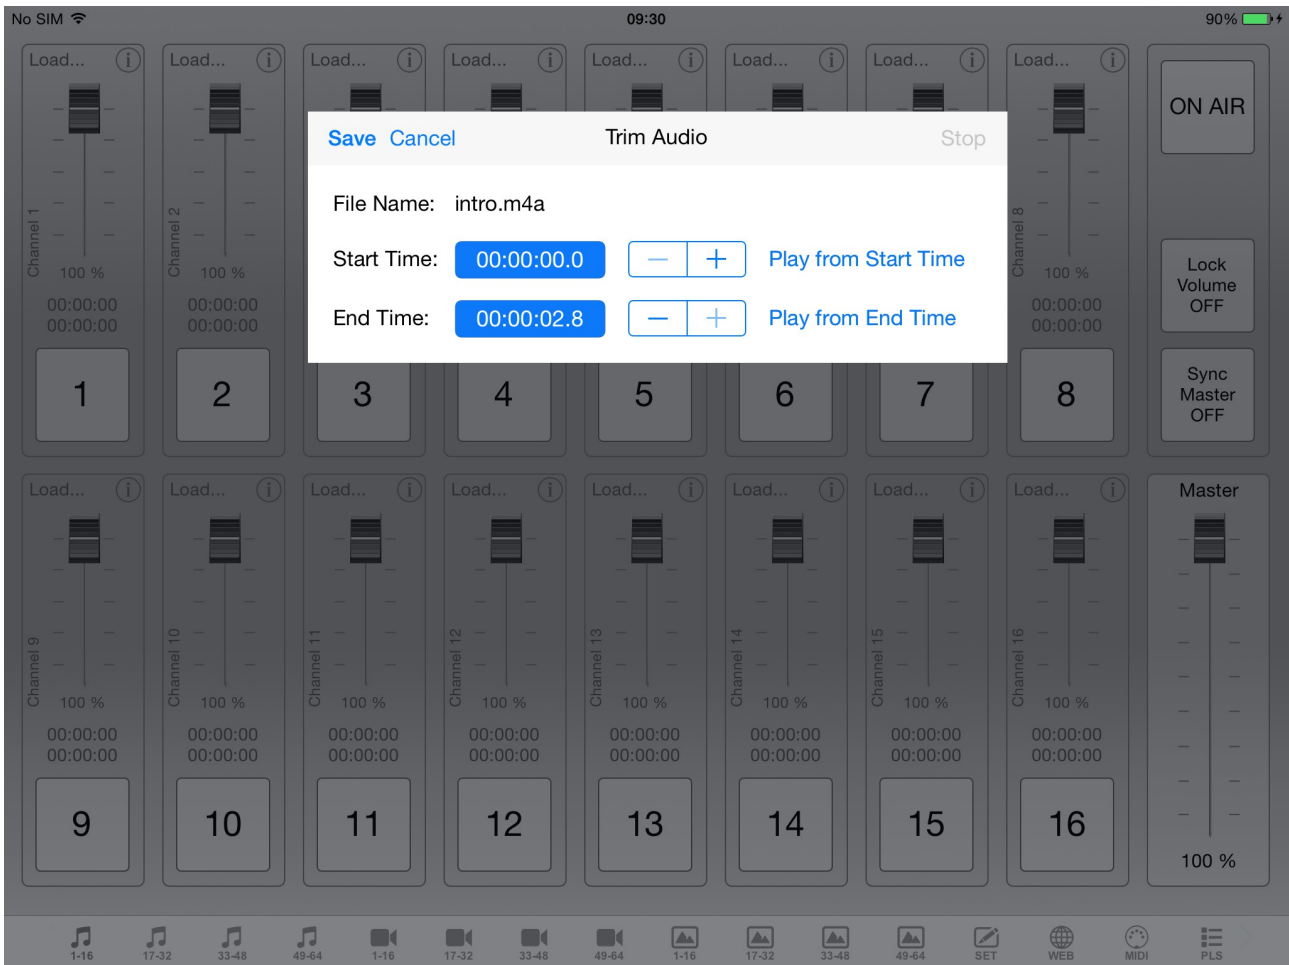 No SIM 09:30 90%
Load... Load... Load... Load... Load... Load... Load... Load...
ON AIR
Save Cancel Trim Audio Stop
File Name: intro.m4a
Start Time: 00:00:00.0 − + Play from Start Time
End Time: 00:00:02.8 − + Play from End Time
Channel 1 Channel 2 Channel 8
100 % 100 % 100 %
00:00:00 00:00:00 00:00:00
00:00:00 00:00:00 00:00:00
Lock
Volume
OFF
1 2 3 4 5 6 7 8
Sync
Master
OFF
Load... Load... Load... Load... Load... Load... Load... Load... Master
Channel 9 Channel 10 Channel 11 Channel 12 Channel 13 Channel 14 Channel 15 Channel 16
100 % 100 % 100 % 100 % 100 % 100 % 100 % 100 %
00:00:00 00:00:00 00:00:00 00:00:00 00:00:00 00:00:00 00:00:00 00:00:00
00:00:00 00:00:00 00:00:00 00:00:00 00:00:00 00:00:00 00:00:00 00:00:00
9 10 11 12 13 14 15 16
100 %
1-16 17-32 33-48 49-64 1-16 17-32 33-48 49-64 1-16 17-32 33-48 49-64 SET WEB MIDI PLS